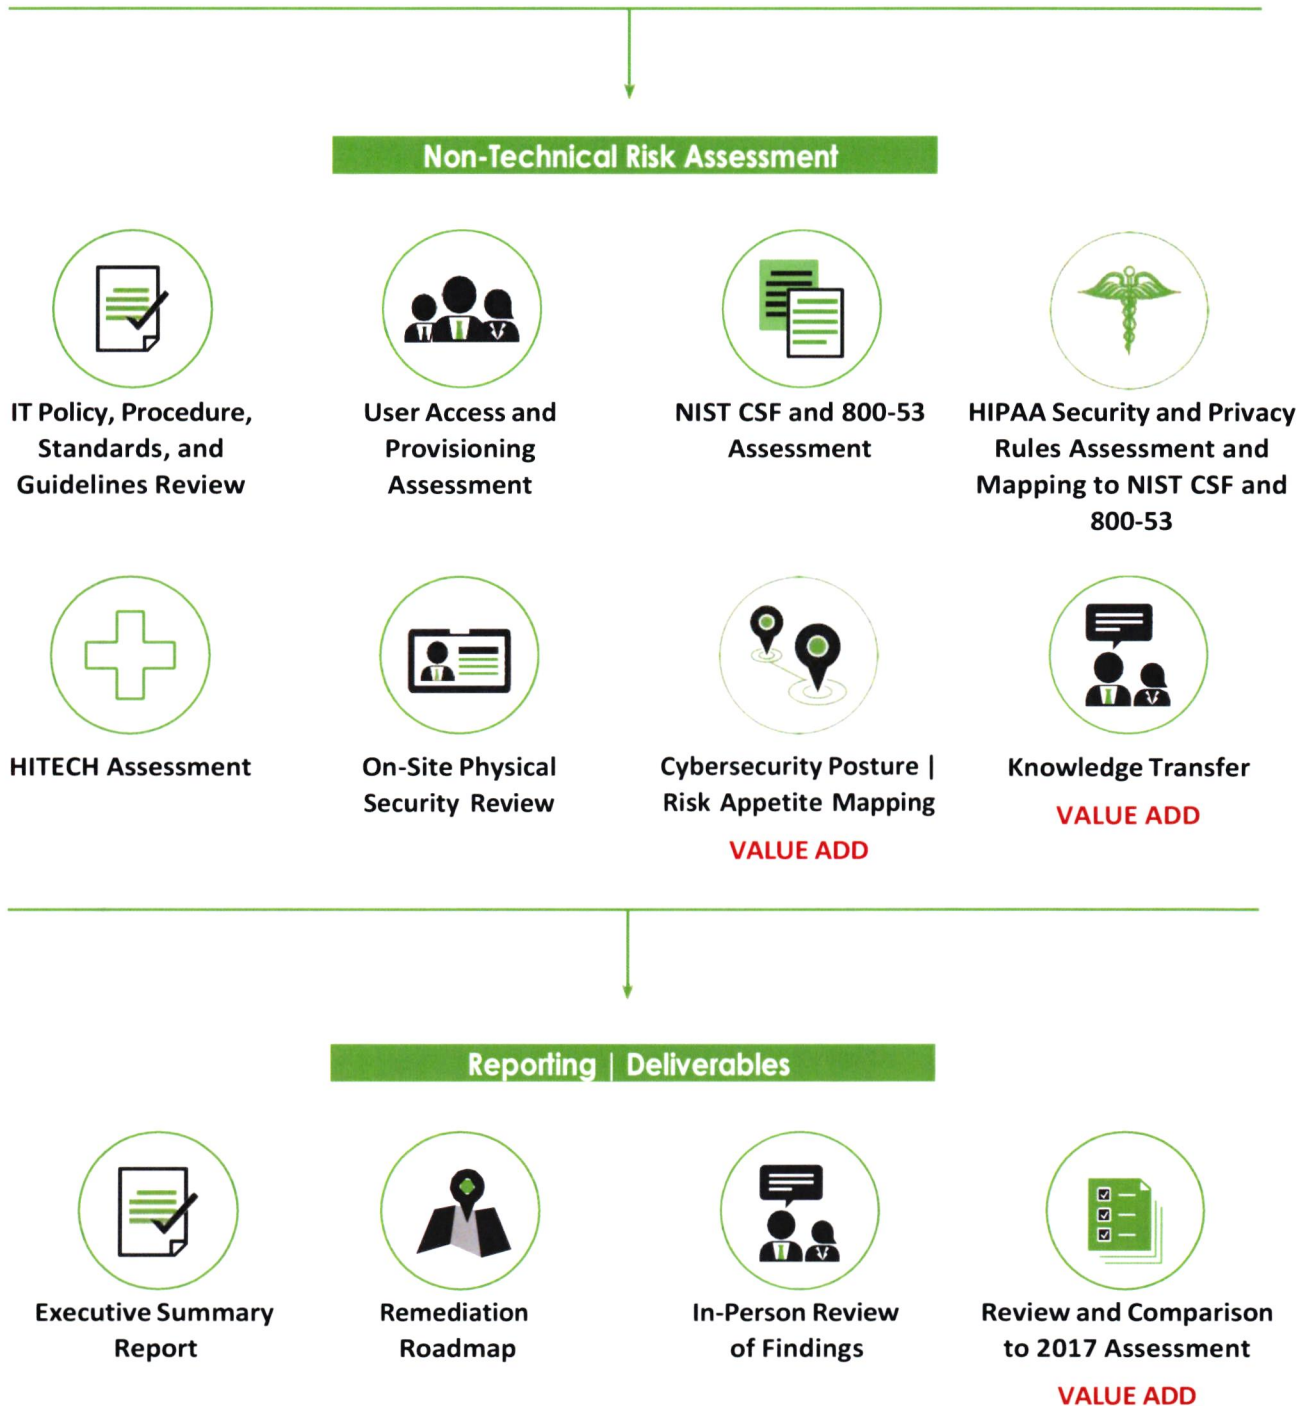 Non-Technical Risk Assessment
IT Policy, Procedure,
Standards, and
Guidelines Review
User Access and
Provisioning
Assessment
NIST CSF and 800-53
Assessment
HIPAA Security and Privacy
Rules Assessment and
Mapping to NIST CSF and
800-53
HITECH Assessment
On-Site Physical
Security Review
Cybersecurity Posture |
Risk Appetite Mapping
VALUE ADD
Knowledge Transfer
VALUE ADD
Reporting | Deliverables
Executive Summary
Report
Remediation
Roadmap
In-Person Review
of Findings
Review and Comparison
to 2017 Assessment
VALUE ADD